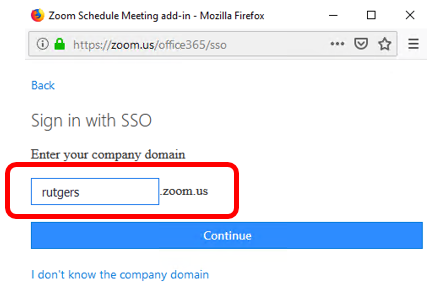 Zoom Schedule Meeting add-in - Mozilla Firefox
https://zoom.us/office365/sso
Back
Sign in with SSO
Enter your company domain
rutgers .zoom.us
Continue
I don't know the company domain